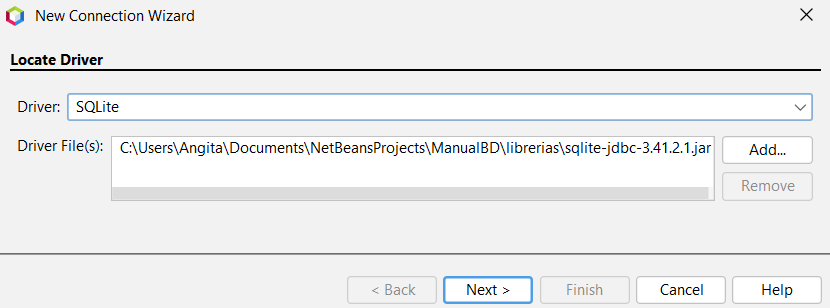 New Connection Wizard
Locate Driver
Driver: SQLite
Driver File(s): C:\Users\Angita\Documents\NetBeansProjects\ManualBD\librerias\sqlite-jdbc-3.41.2.1.jar Add...
Remove
< Back Next > Finish Cancel Help